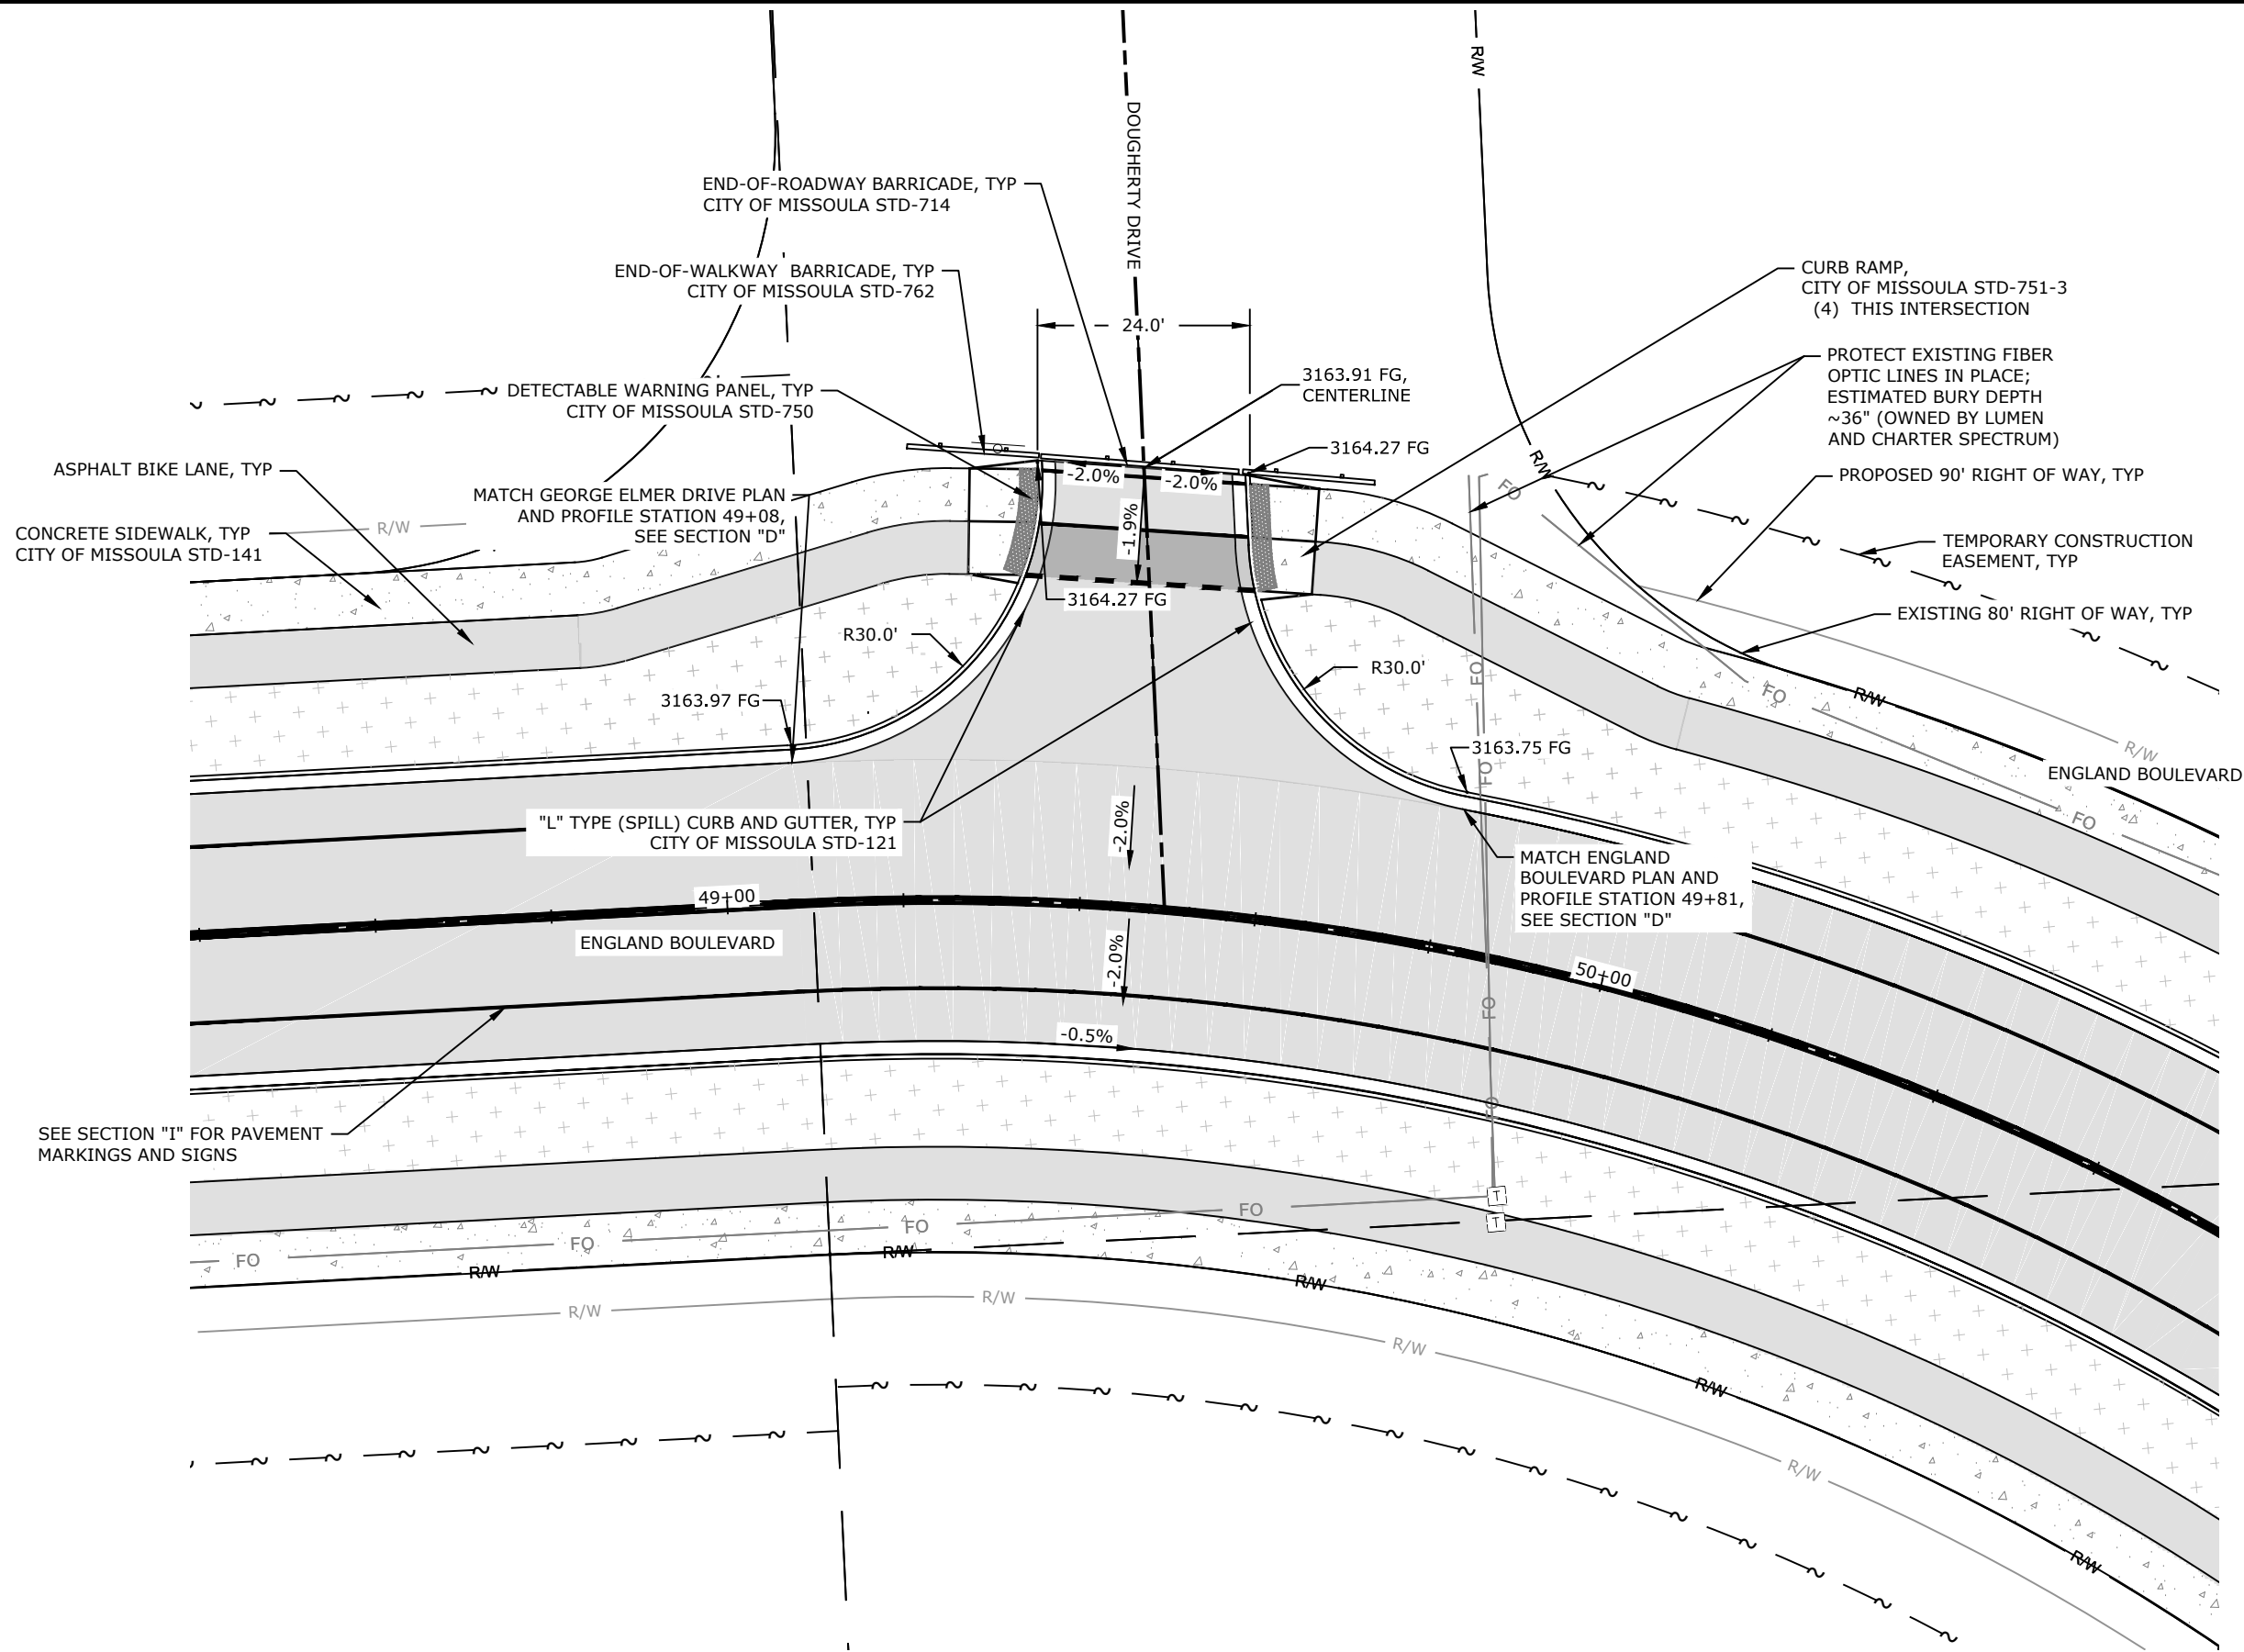 R/W
DOUGHERTY DRIVE
END-OF-ROADWAY BARRICADE, TYP
CITY OF MISSOULA STD-714
END-OF-WALKWAY BARRICADE, TYP
CITY OF MISSOULA STD-762
CURB RAMP,
CITY OF MISSOULA STD-751-3
(4) THIS INTERSECTION
24.0'
PROTECT EXISTING FIBER
OPTIC LINES IN PLACE;
ESTIMATED BURY DEPTH
~36" (OWNED BY LUMEN
AND CHARTER SPECTRUM)
3163.91 FG,
CENTERLINE
DETECTABLE WARNING PANEL, TYP
CITY OF MISSOULA STD-750
3164.27 FG
ASPHALT BIKE LANE, TYP
R/W
PROPOSED 90' RIGHT OF WAY, TYP
-2.0%
-2.0%
FO
MATCH GEORGE ELMER DRIVE PLAN
AND PROFILE STATION 49+08,
SEE SECTION "D"
R/W
-1.9%
CONCRETE SIDEWALK, TYP
CITY OF MISSOULA STD-141
TEMPORARY CONSTRUCTION
EASEMENT, TYP
3164.27 FG
EXISTING 80' RIGHT OF WAY, TYP
R30.0'
R30.0'
FO
FO
R/W
3163.97 FG
3163.75 FG
R/W
FO
ENGLAND BOULEVARD
FO
"L" TYPE (SPILL) CURB AND GUTTER, TYP
CITY OF MISSOULA STD-121
-2.0%
MATCH ENGLAND
BOULEVARD PLAN AND
PROFILE STATION 49+81,
SEE SECTION "D"
49+00
ENGLAND BOULEVARD
-2.0%
50+00
FO
-0.5%
FO
SEE SECTION "I" FOR PAVEMENT
MARKINGS AND SIGNS
T
T
FO
FO
FO
FO
R/W
R/W
R/W
R/W
R/W
R/W
R/W
R/W
R/W